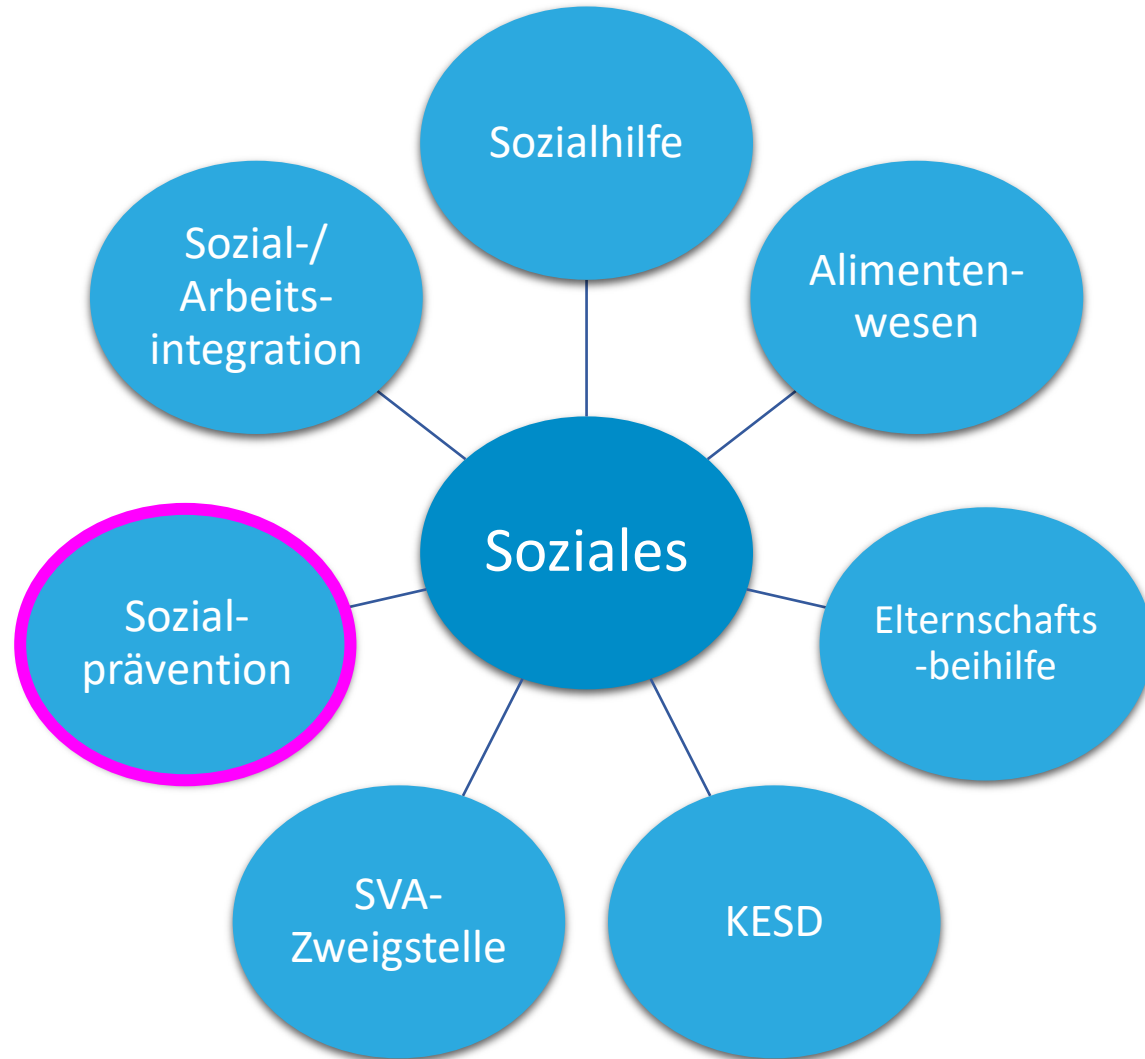 Sozialhilfe
Sozial-/
Arbeits-
integration
Alimenten-
wesen
Soziales
Sozial-
prävention
Elternschafts
-beihilfe
SVA-
Zweigstelle
KESD